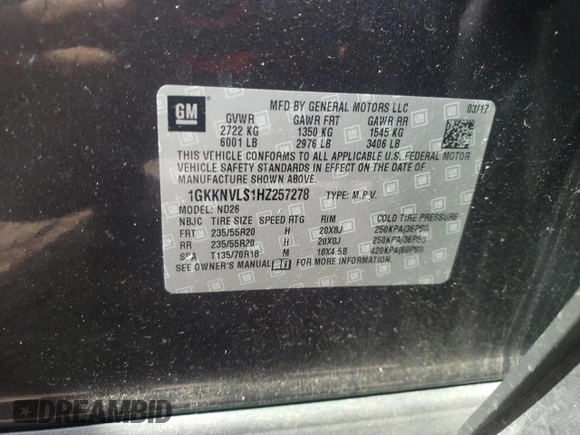 GM
MFD BY GENERAL MOTORS LLC 03/17
GVWR GAWR FRT GAWR RR
2722 KG 1350 KG 1545 KG
6001 LB 2976 LB 3406 LB
THIS VEHICLE CONFORMS TO ALL APPLICABLE U.S. FEDERAL MOTOR
VEHICLE SAFETY STANDARDS IN EFFECT ON THE DATE OF
MANUFACTURE SHOWN ABOVE.
1GKKNVLS1HZ257278 TYPE: M.P.V.
MODEL: ND26
NBJC TIRE SIZE SPEED RTG RIM COLD TIRE PRESSURE
FRT 235/55R20 H 20X8J 250KPA(36PSI)
RR 235/55R20 H 20X8J 250KPA(36PSI)
SPA T135/70R18 M 18X4.5B 420KPA(60PSI)
SEE OWNER'S MANUAL FOR MORE INFORMATION.
DREAMBID